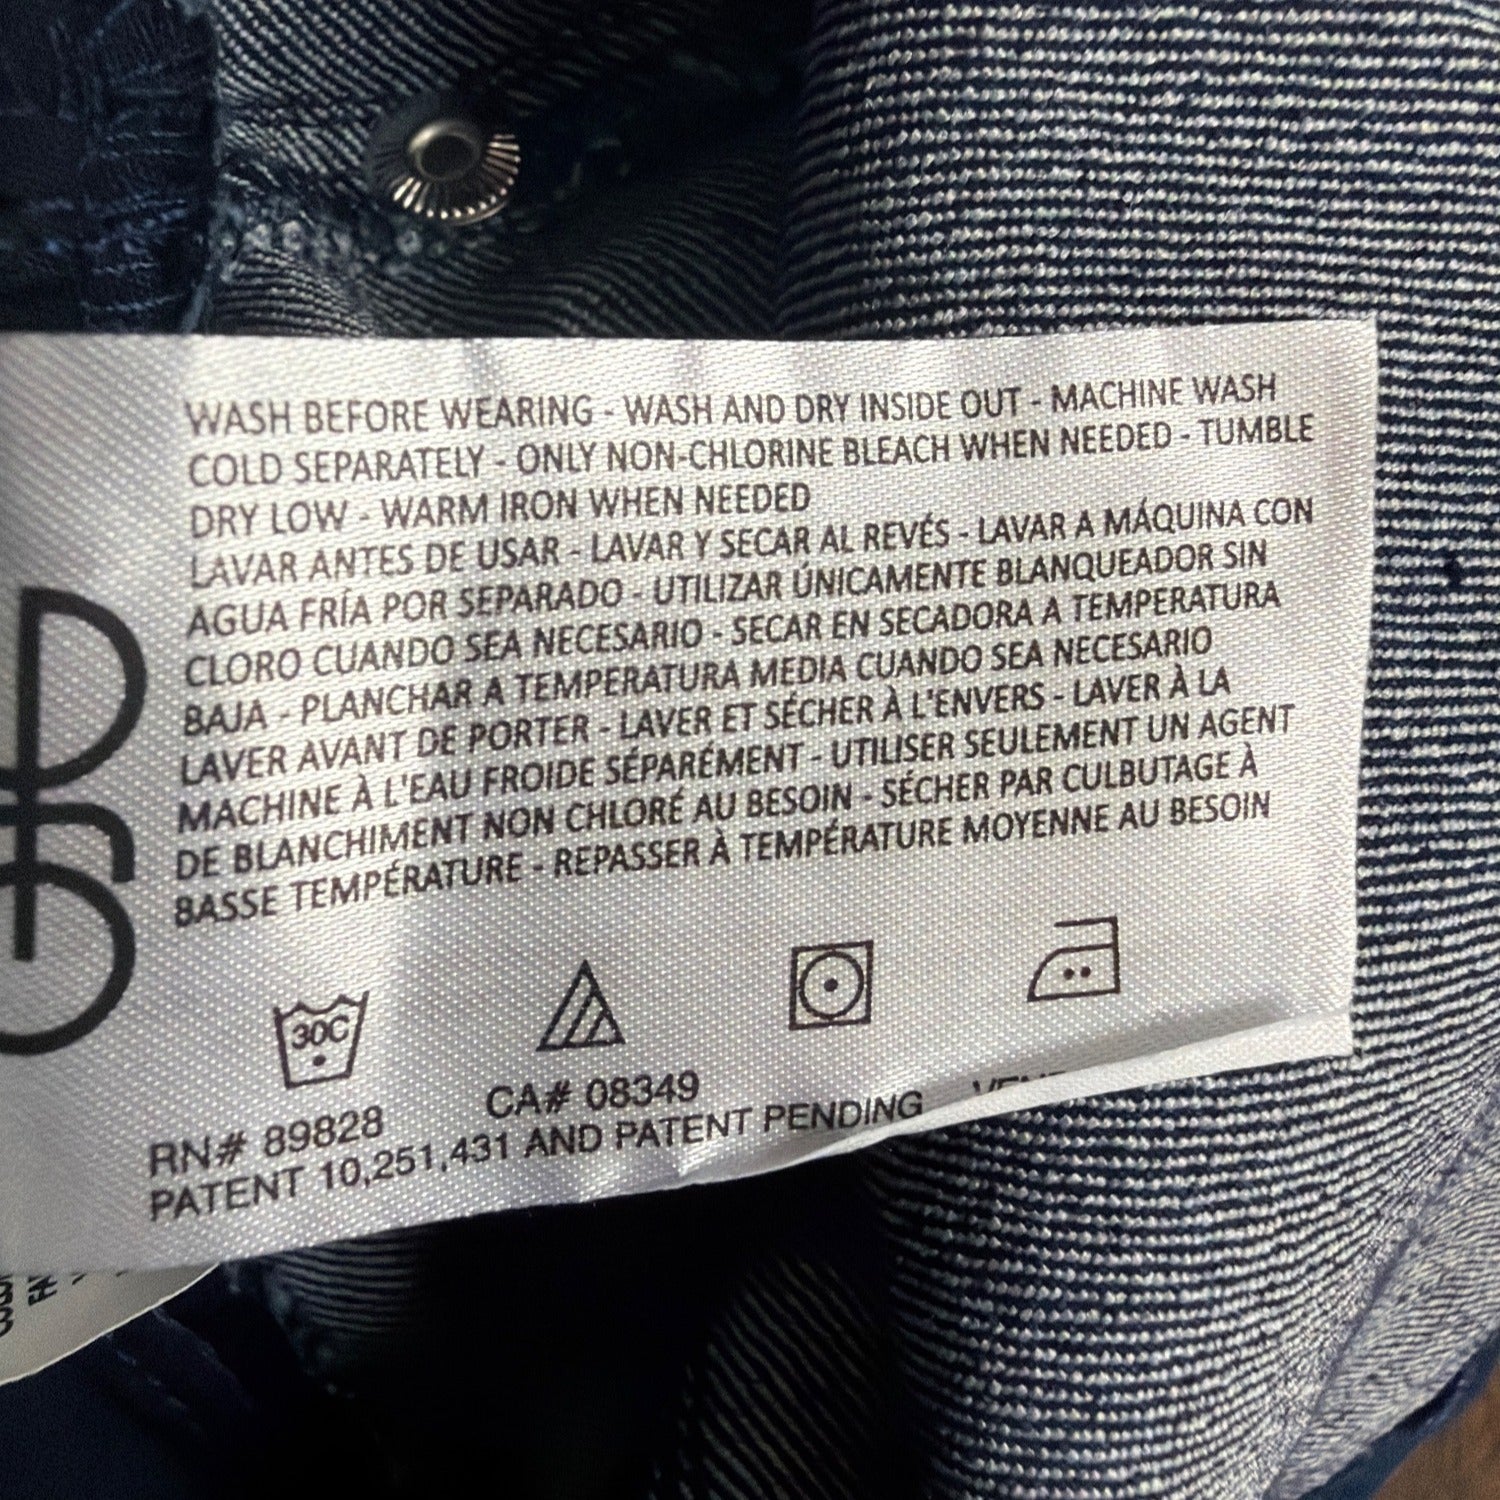 WASH BEFORE WEARING - WASH AND DRY INSIDE OUT - MACHINE WASH
COLD SEPARATELY - ONLY NON-CHLORINE BLEACH WHEN NEEDED - TUMBLE
DRY LOW - WARM IRON WHEN NEEDED
LAVAR ANTES DE USAR - LAVAR Y SECAR AL REVÉS - LAVAR A MÁQUINA CON
AGUA FRÍA POR SEPARADO - UTILIZAR ÚNICAMENTE BLANQUEADOR SIN
CLORO CUANDO SEA NECESARIO - SECAR EN SECADORA A TEMPERATURA
BAJA - PLANCHAR A TEMPERATURA MEDIA CUANDO SEA NECESARIO
LAVER AVANT DE PORTER - LAVER ET SÉCHER À L'ENVERS - LAVER À LA
MACHINE À L'EAU FROIDE SÉPARÉMENT - UTILISER SEULEMENT UN AGENT
DE BLANCHIMENT NON CHLORÉ AU BESOIN - SÉCHER PAR CULBUTAGE À
BASSE TEMPÉRATURE - REPASSER À TEMPÉRATURE MOYENNE AU BESOIN
30C
RN# 89828 CA# 08349
PATENT 10,251,431 AND PATENT PENDING